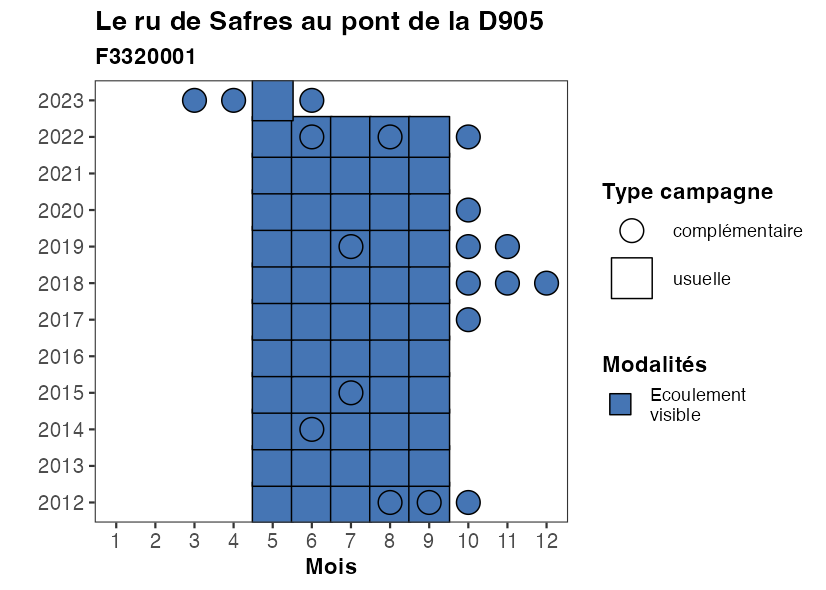 Le ru de Safres au pont de la D905
F3320001
2023
2022
2021
2020
2019
2018
2017
2016
2015
2014
2013
2012
1 2 3 4 5 6 7 8 9 10 11 12
Mois
Type campagne
complémentaire
usuelle
Modalités
Ecoulement
visible